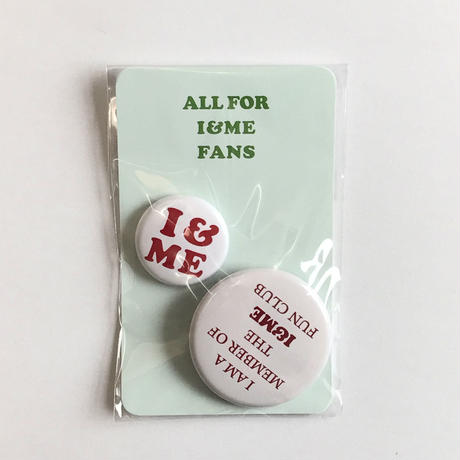 ALL FOR
I&ME
FANS
I &
ME
I AM A
MEMBER OF
THE
I&ME
FUN CLUB